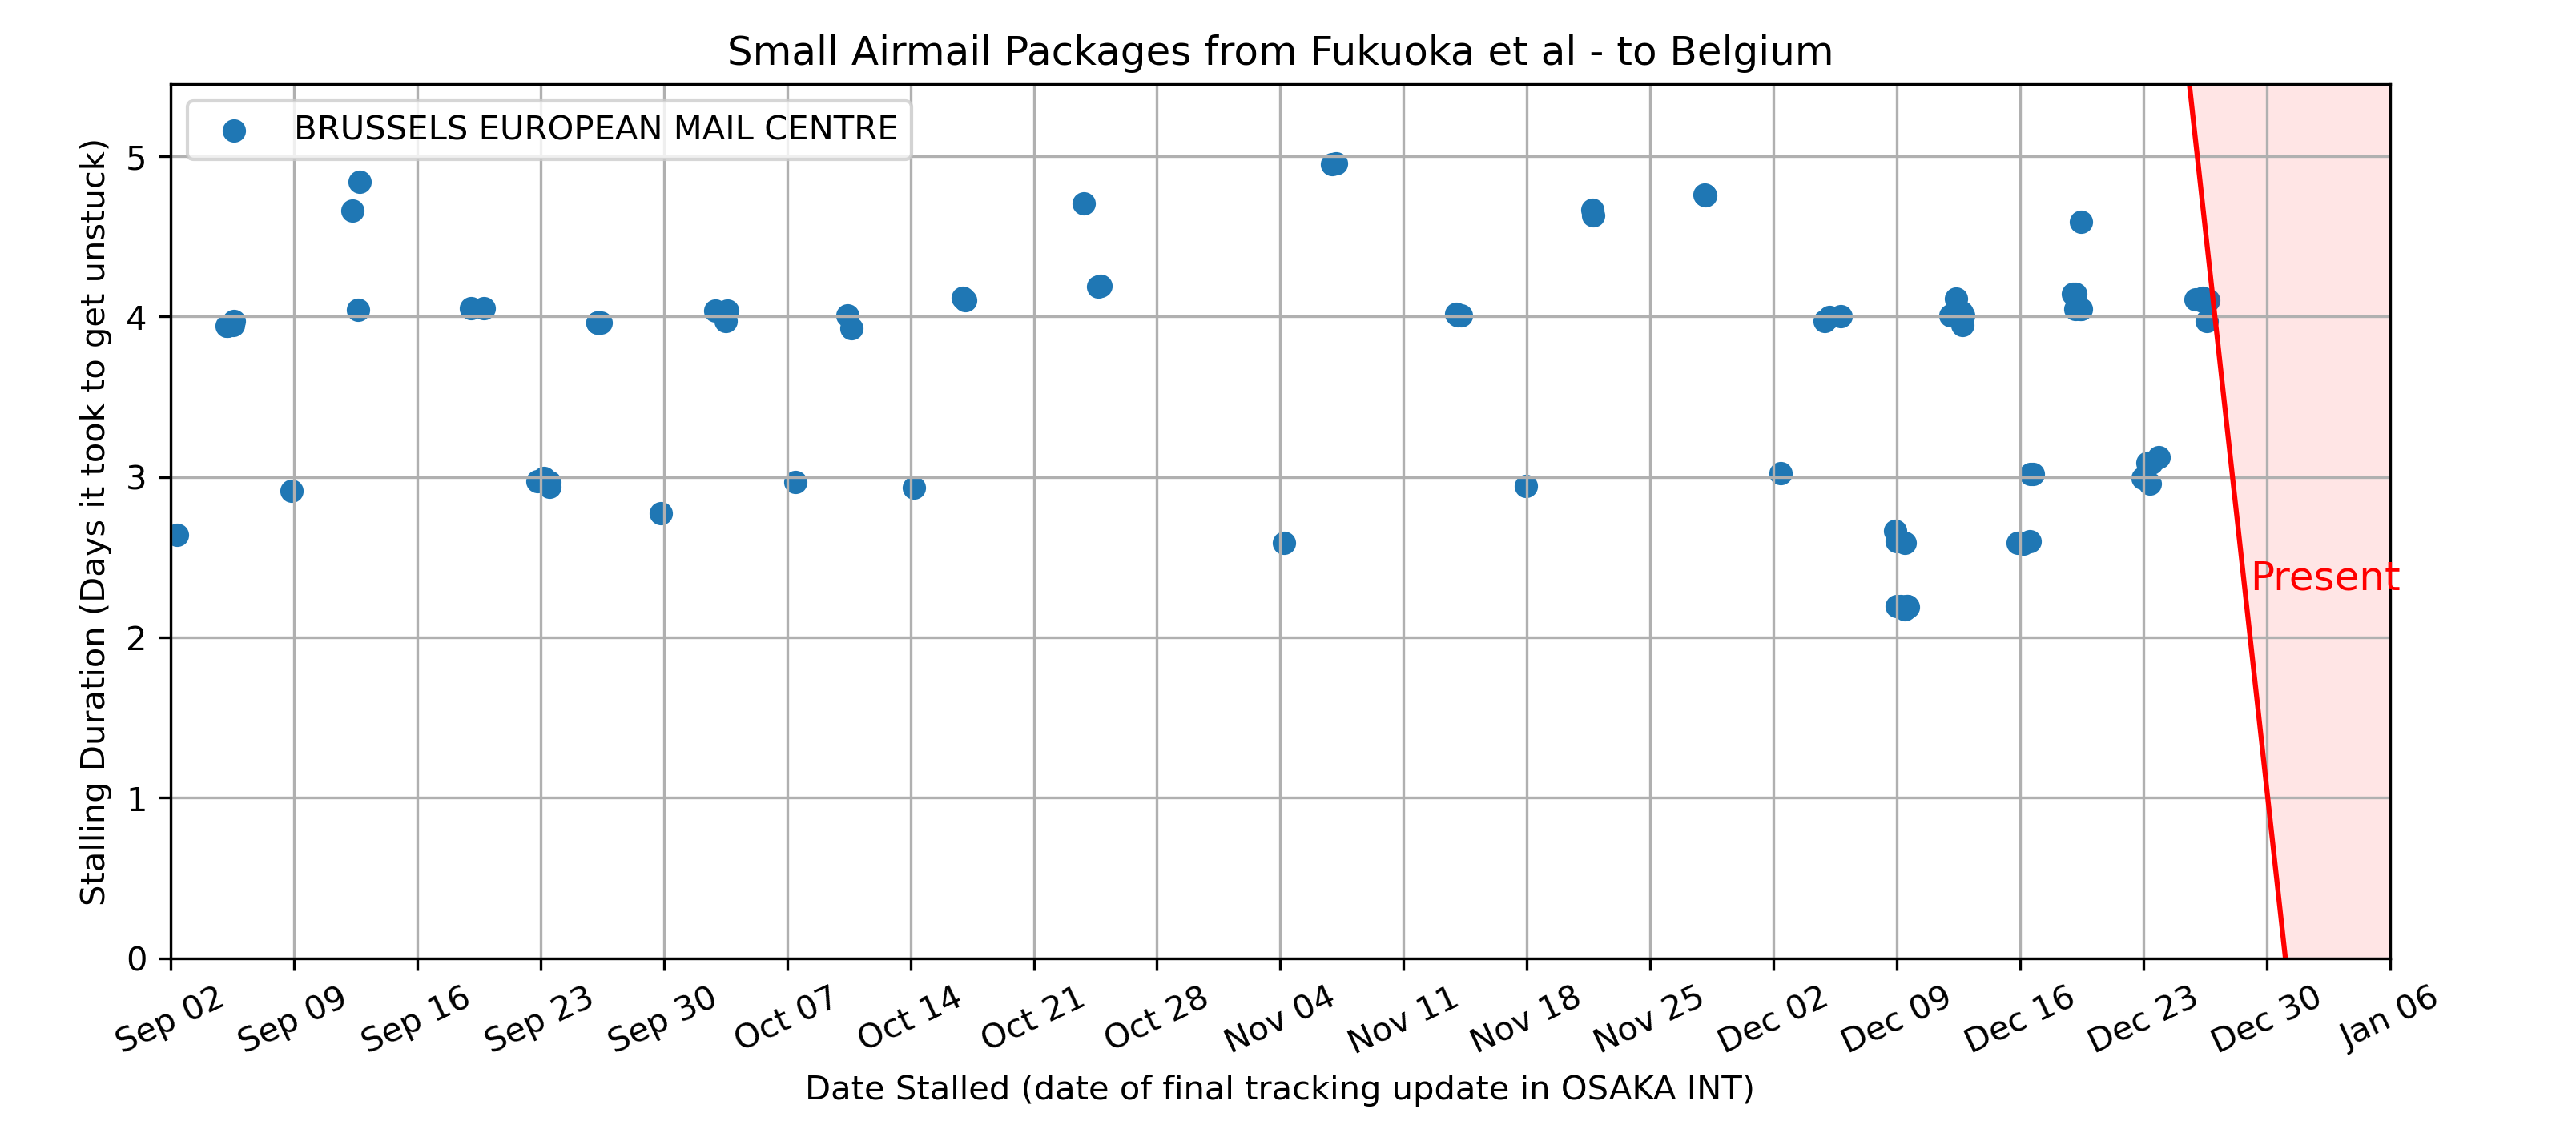 Small Airmail Packages from Fukuoka et al - to Belgium
BRUSSELS EUROPEAN MAIL CENTRE
Stalling Duration (Days it took to get unstuck)
5
4
3
2
1
0
Present
Sep 02
Sep 09
Sep 16
Sep 23
Sep 30
Oct 07
Oct 14
Oct 21
Oct 28
Nov 04
Nov 11
Nov 18
Nov 25
Dec 02
Dec 09
Dec 16
Dec 23
Dec 30
Jan 06
Date Stalled (date of final tracking update in OSAKA INT)